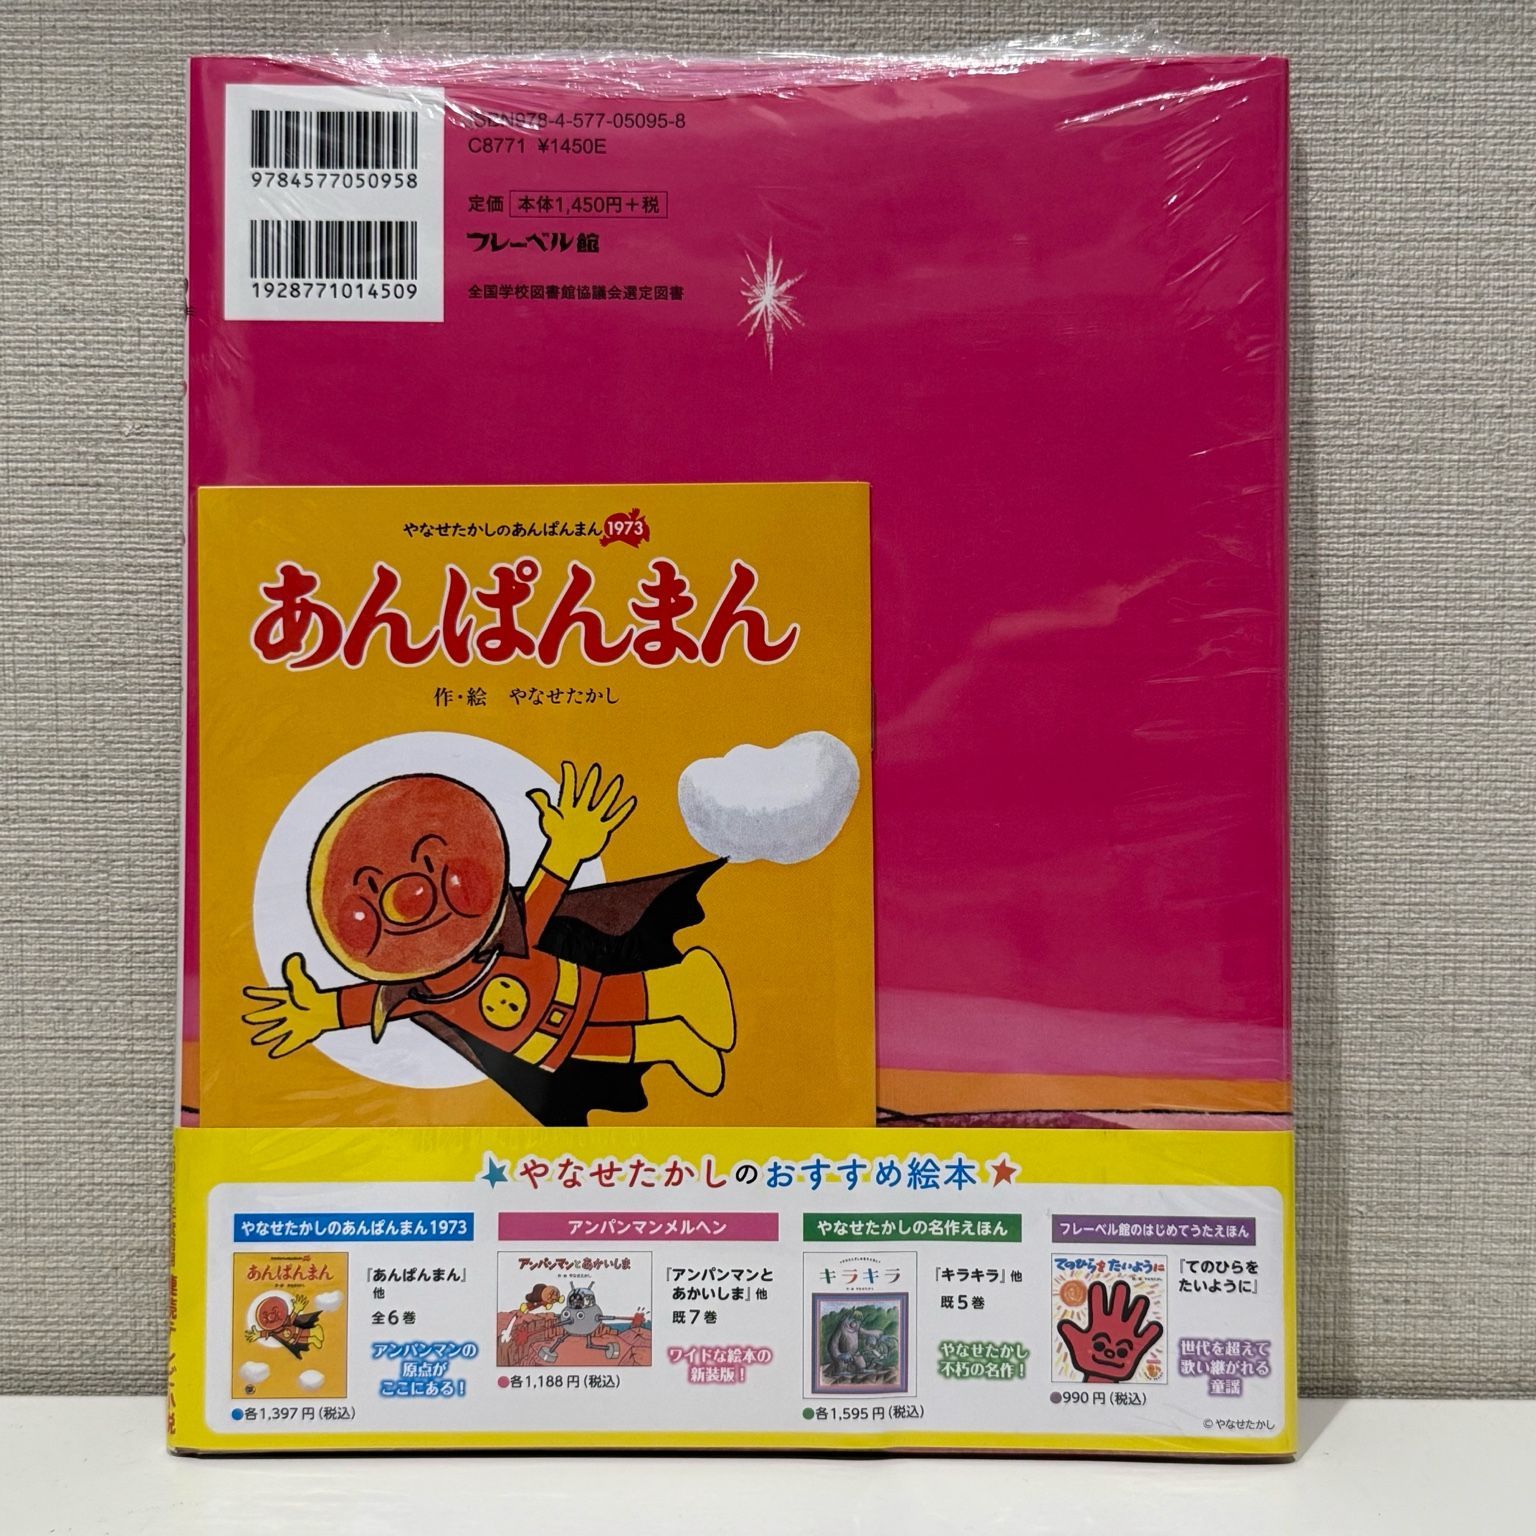 ISBN978-4-577-05095-8
C8771 ¥1450E
9784577050958
定価 本体1,450円+税
フレーベル館
1928771014509
全国学校図書館協議会選定図書
やなせたかしのあんぱんまん1973
あんぱんまん
作・絵 やなせたかし
★やなせたかしのおすすめ絵本★
やなせたかしのあんぱんまん1973
あんぱんまん
『あんぱんまん』
他
全6巻
アンパンマンの
原点が
ここにある!
●各1,397円(税込)
アンパンマンメルヘン
アンパンマンとあかいしま
『アンパンマンと
あかいしま』他
既7巻
ワイドな絵本の
新装版!
●各1,188円(税込)
やなせたかしの名作えほん
キラキラ
『キラキラ』他
既5巻
やなせたかし
不朽の名作!
●各1,595円(税込)
フレーベル館のはじめてうたえほん
てのひらをたいように
『てのひらを
たいように』
世代を超えて
歌い継がれる
童謡
●990円(税込)
©やなせたかし